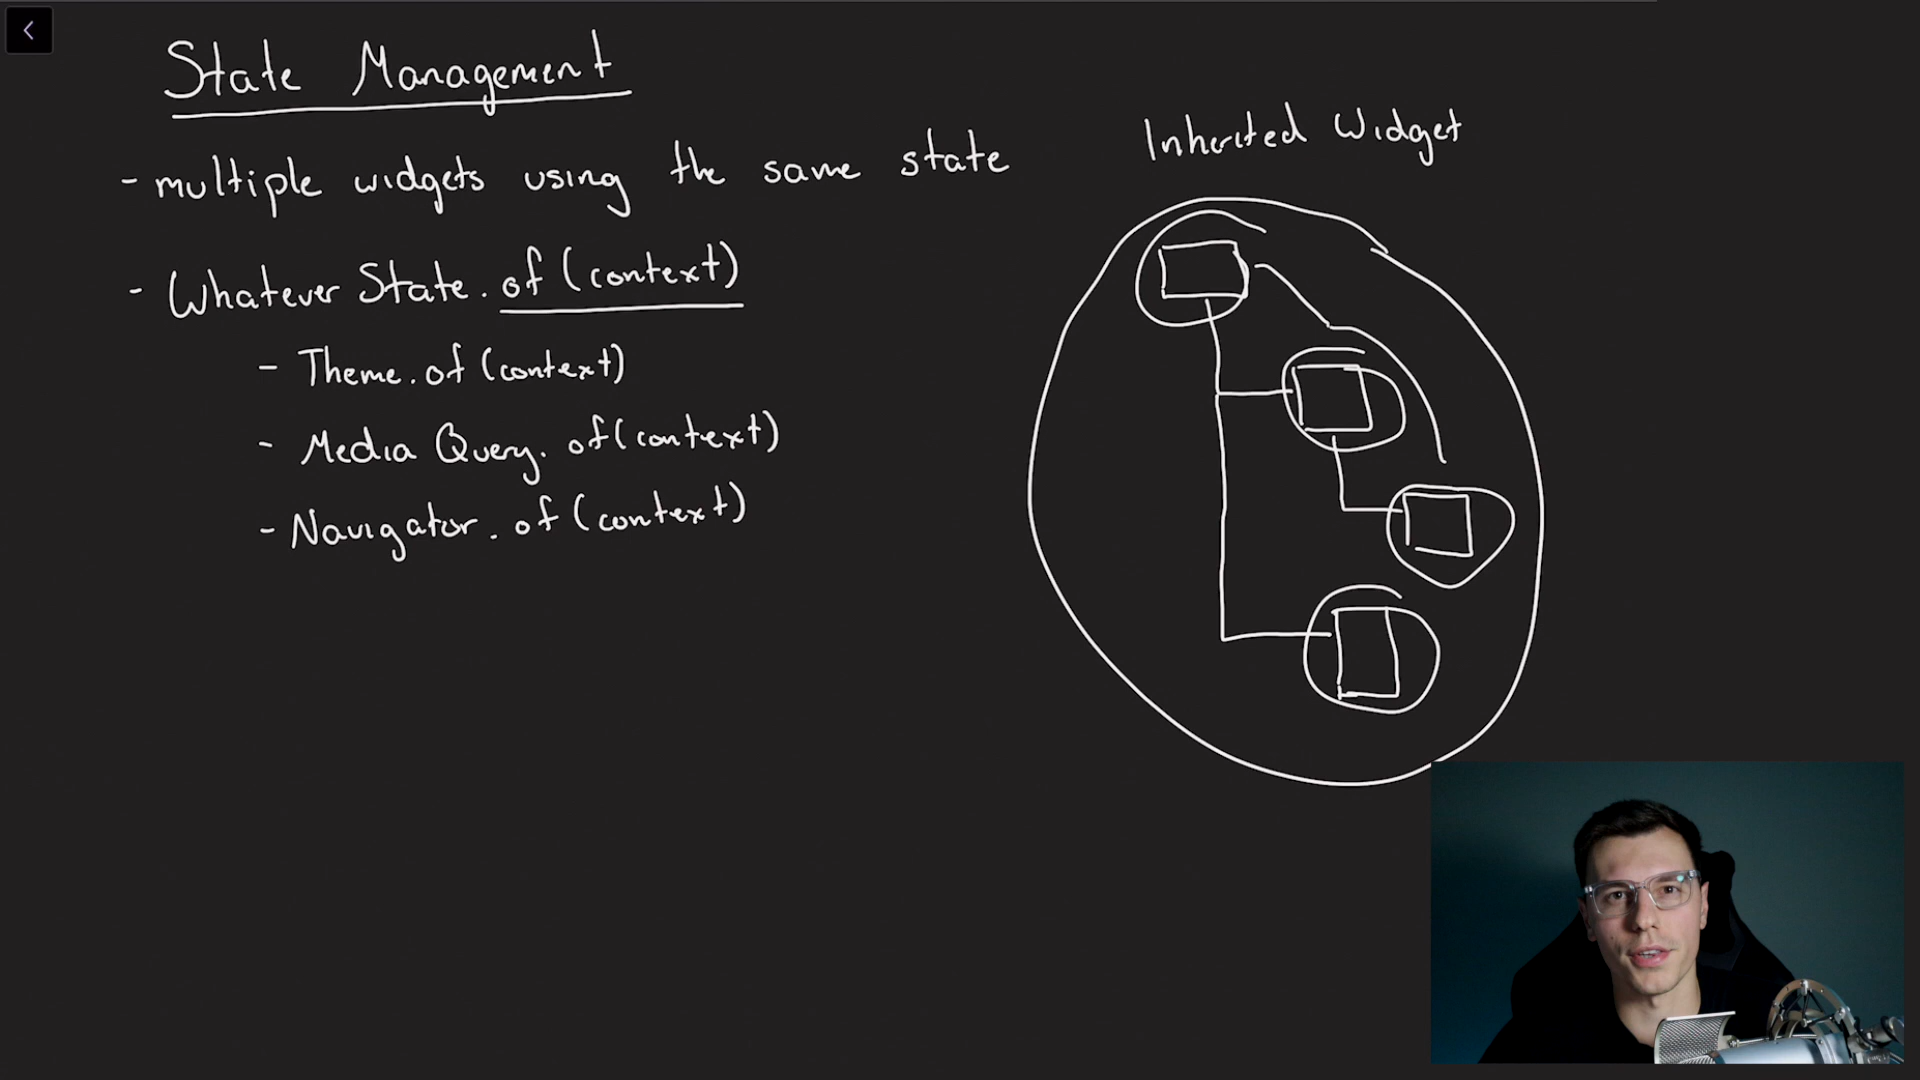 State Management
- multiple widgets using the same state
- Whatever State.of(context)
- Theme.of(context)
- Media Query.of(context)
- Navigator.of(context)
Inherited Widget